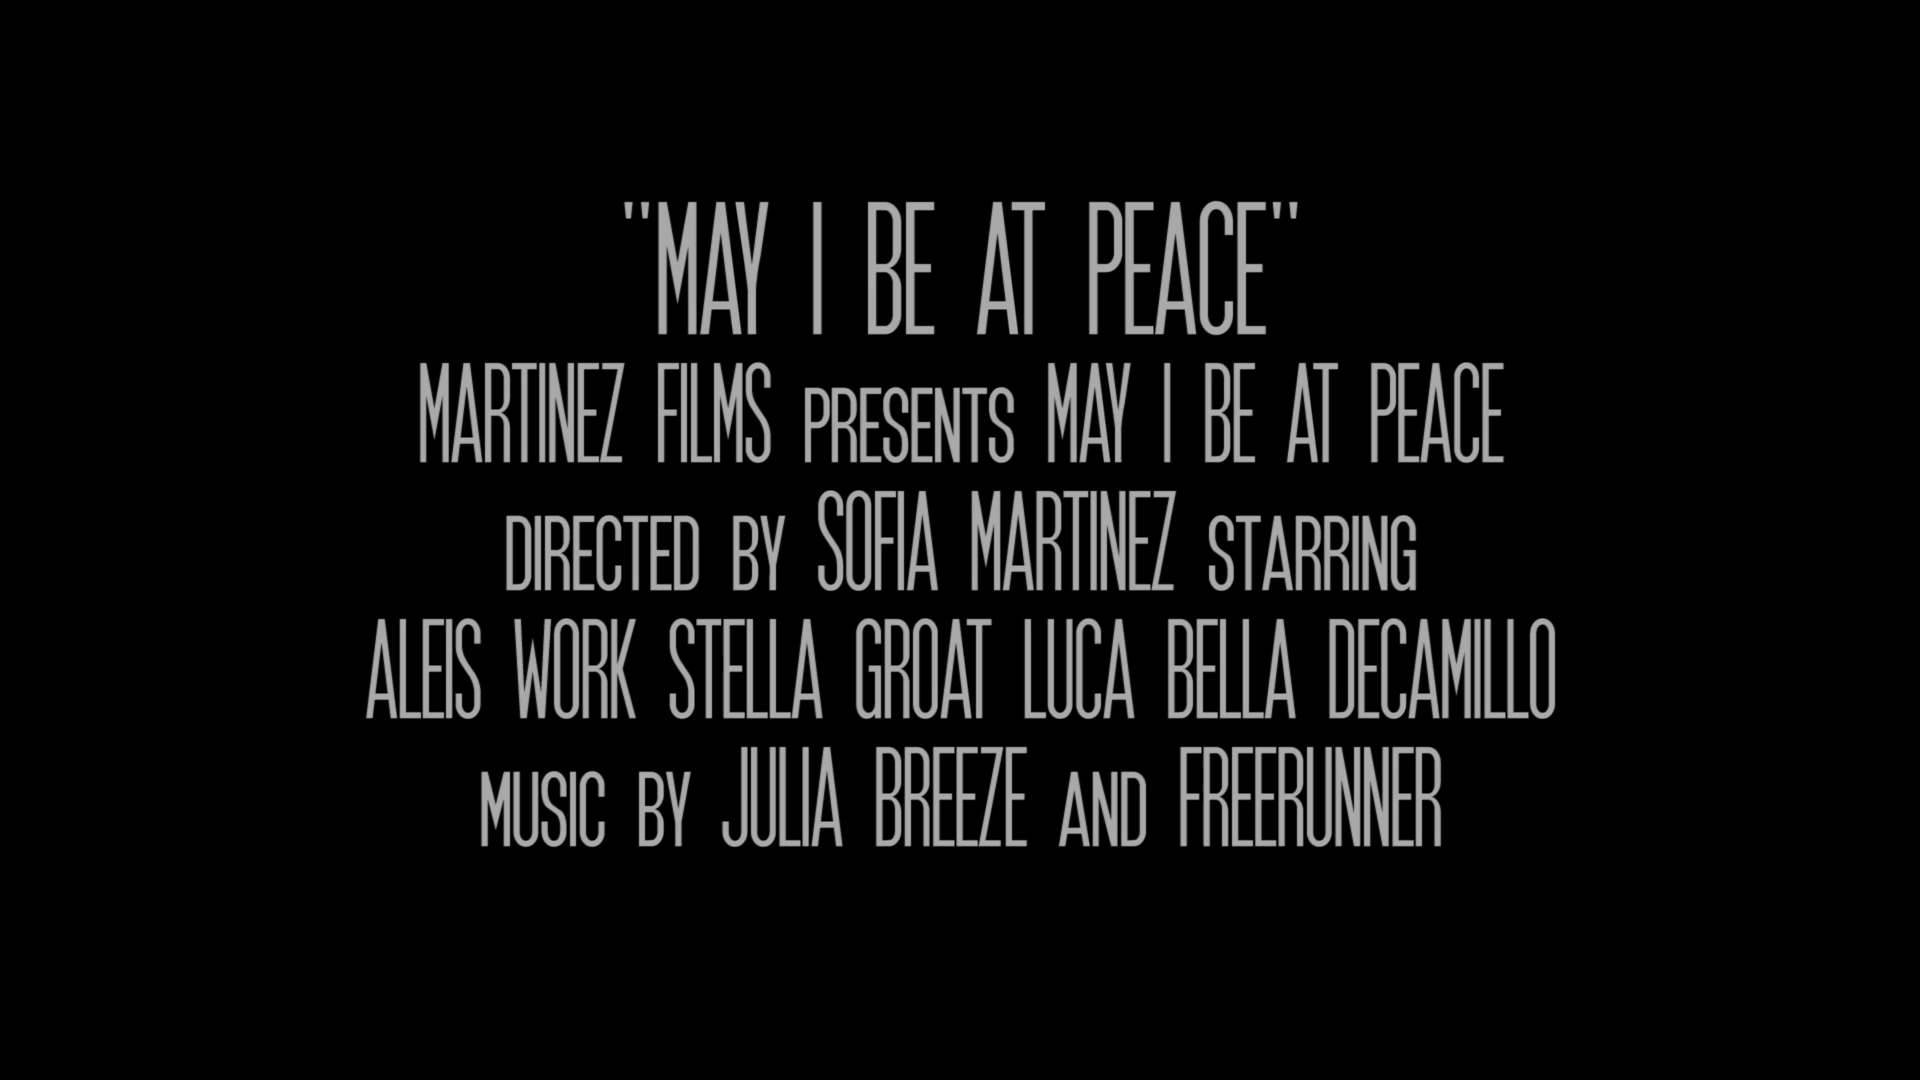 "MAY I BE AT PEACE"
MARTINEZ FILMS PRESENTS MAY I BE AT PEACE
DIRECTED BY SOFIA MARTINEZ STARRING
ALEIS WORK STELLA GROAT LUCA BELLA DECAMILLO
MUSIC BY JULIA BREEZE AND FREERUNNER